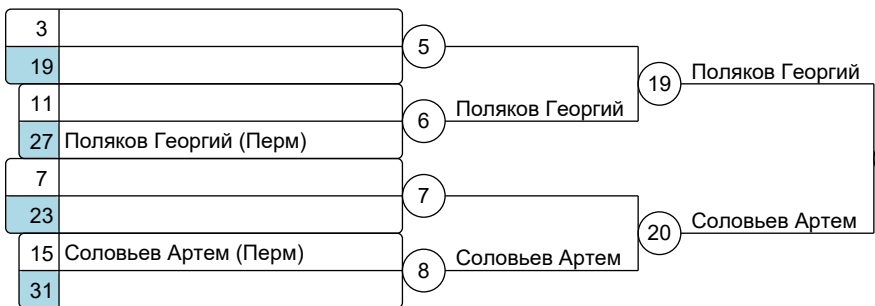 3
19
5
11
27 Поляков Георгий (Перм)
6 Поляков Георгий
19 Поляков Георгий
7
23
7
15 Соловьев Артем (Перм)
31
8 Соловьев Артем
20 Соловьев Артем